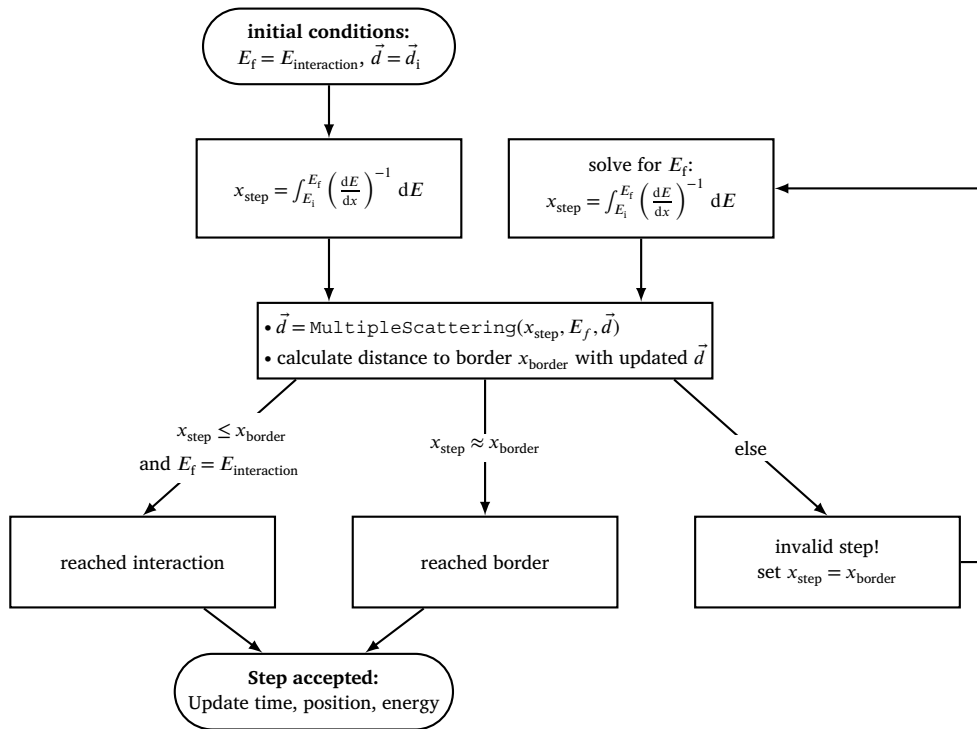 initial conditions:
E_f = E_interaction, d⃗ = d⃗_i
x_step = ∫_{E_i}^{E_f} (dE/dx)^{−1} dE
solve for E_f:
x_step = ∫_{E_i}^{E_f} (dE/dx)^{−1} dE
• d⃗ = MultipleScattering(x_step, E_f, d⃗)
• calculate distance to border x_border with updated d⃗
x_step ≤ x_border
and E_f = E_interaction
x_step ≈ x_border
else
reached interaction
reached border
invalid step!
set x_step = x_border
Step accepted:
Update time, position, energy